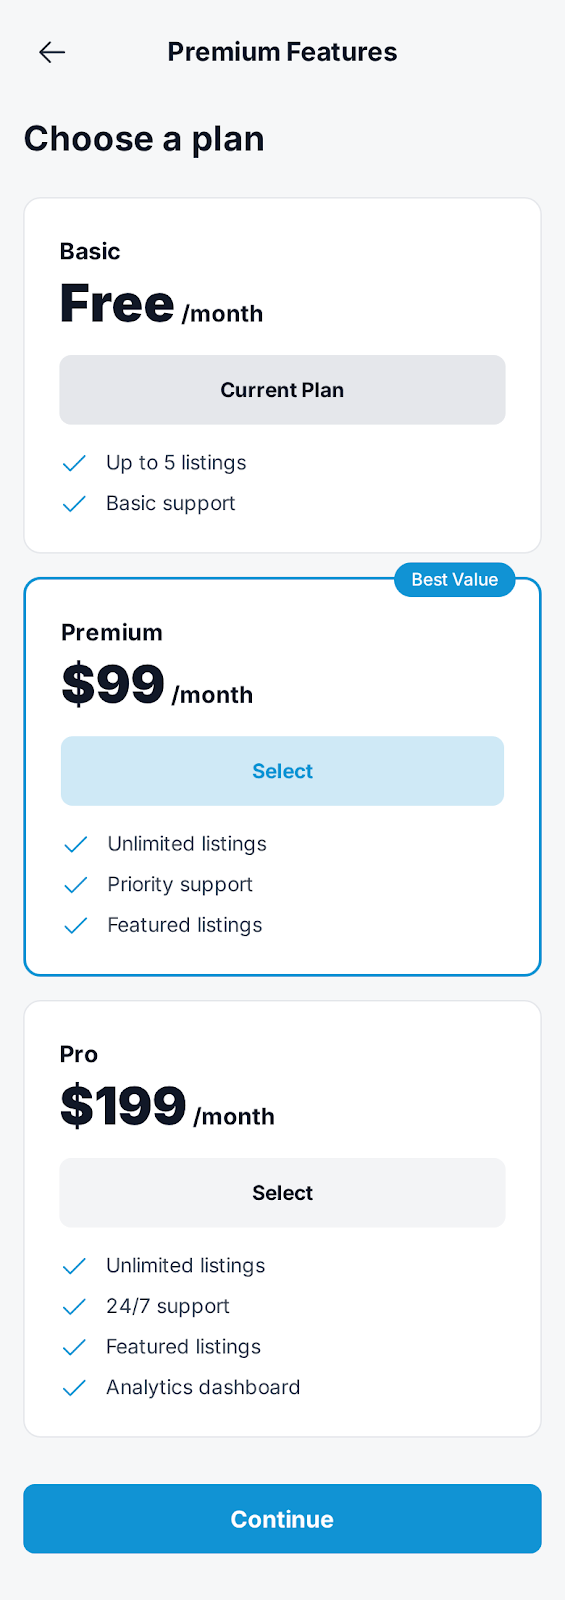 Premium Features
Choose a plan
Basic
Free /month
Current Plan
Up to 5 listings
Basic support
Best Value
Premium
$99 /month
Select
Unlimited listings
Priority support
Featured listings
Pro
$199 /month
Select
Unlimited listings
24/7 support
Featured listings
Analytics dashboard
Continue